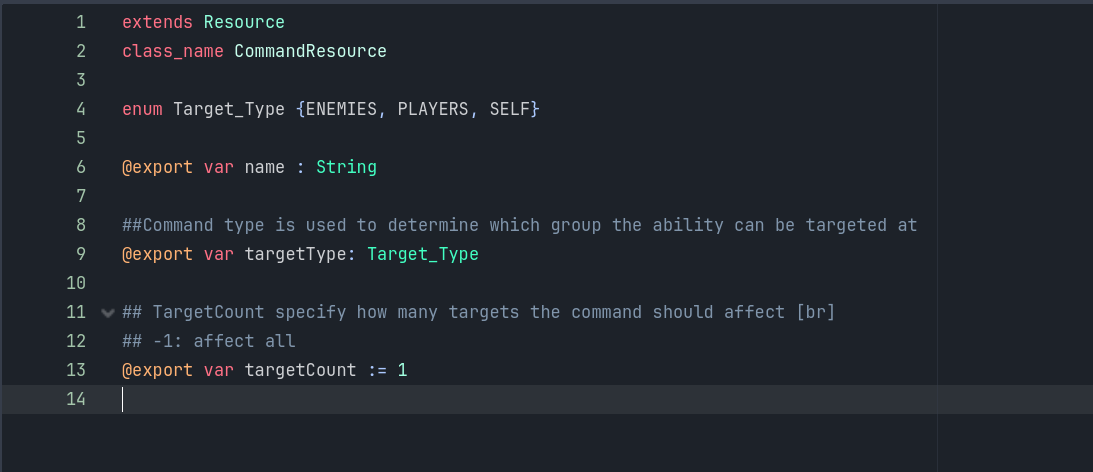 1 extends Resource
2 class_name CommandResource
3
4 enum Target_Type {ENEMIES, PLAYERS, SELF}
5
6 @export var name : String
7
8 ##Command type is used to determine which group the ability can be targeted at
9 @export var targetType: Target_Type
10
11 ## TargetCount specify how many targets the command should affect [br]
12 ## -1: affect all
13 @export var targetCount := 1
14